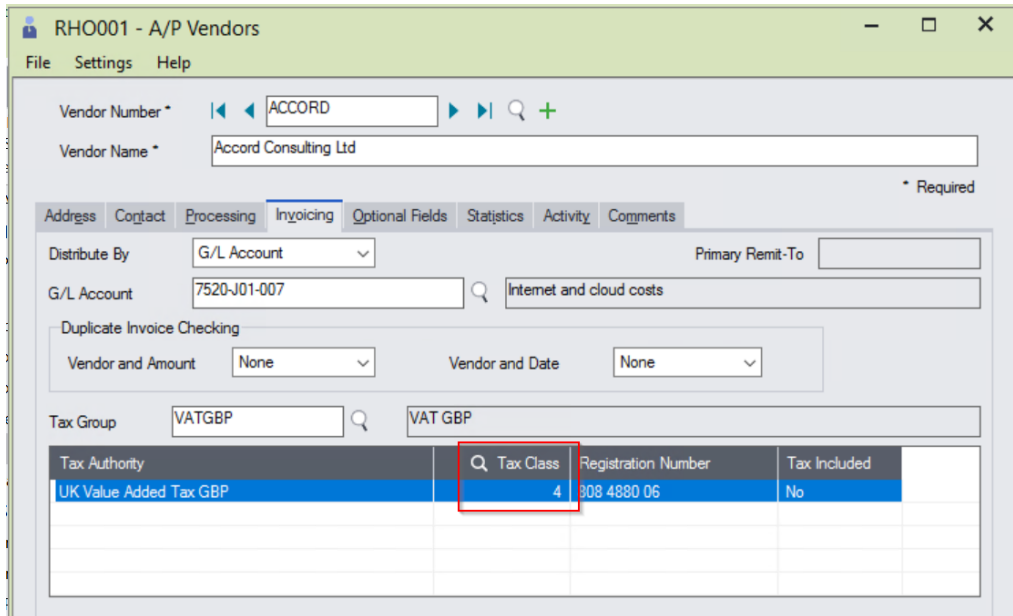 RHO001 - A/P Vendors
File Settings Help
Vendor Number * ACCORD
Vendor Name * Accord Consulting Ltd
* Required
Address Contact Processing Invoicing Optional Fields Statistics Activity Comments
Distribute By G/L Account Primary Remit-To
G/L Account 7520-J01-007 Internet and cloud costs
Duplicate Invoice Checking
Vendor and Amount None Vendor and Date None
Tax Group VATGBP VAT GBP
Tax Authority Tax Class Registration Number Tax Included
UK Value Added Tax GBP 4 808 4880 06 No